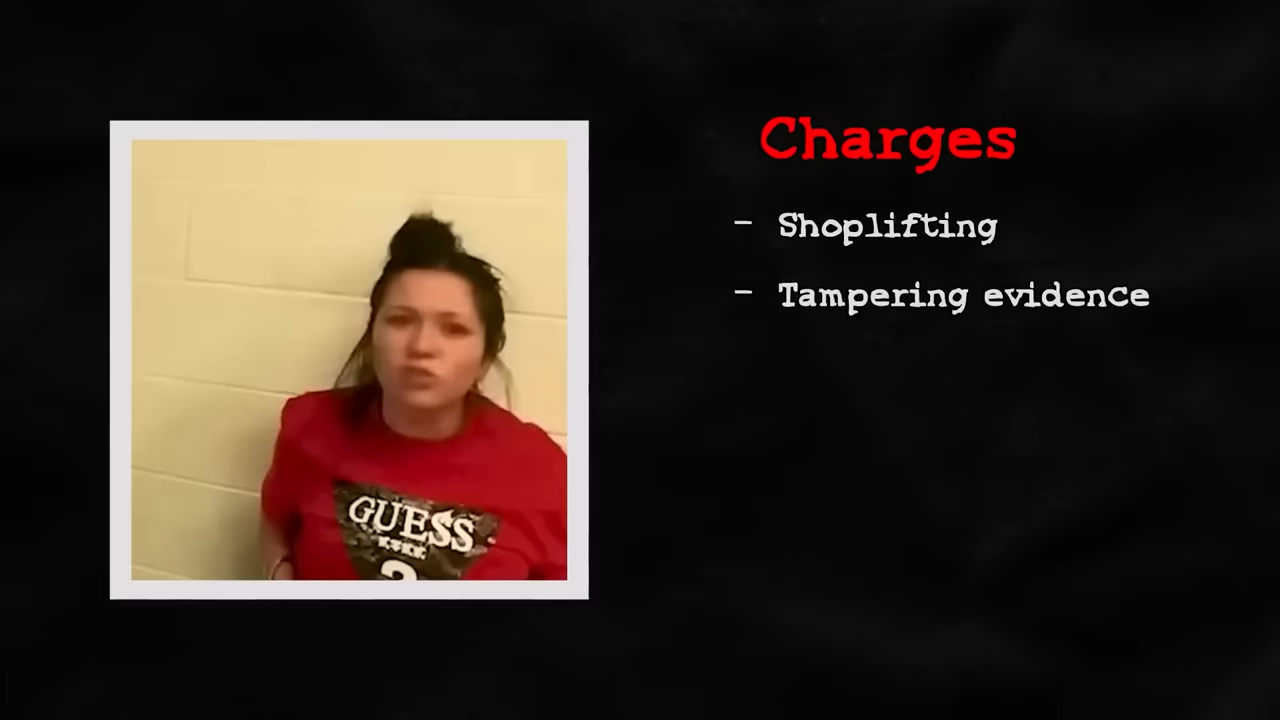 Charges
- Shoplifting
- Tampering evidence
GUESS
?